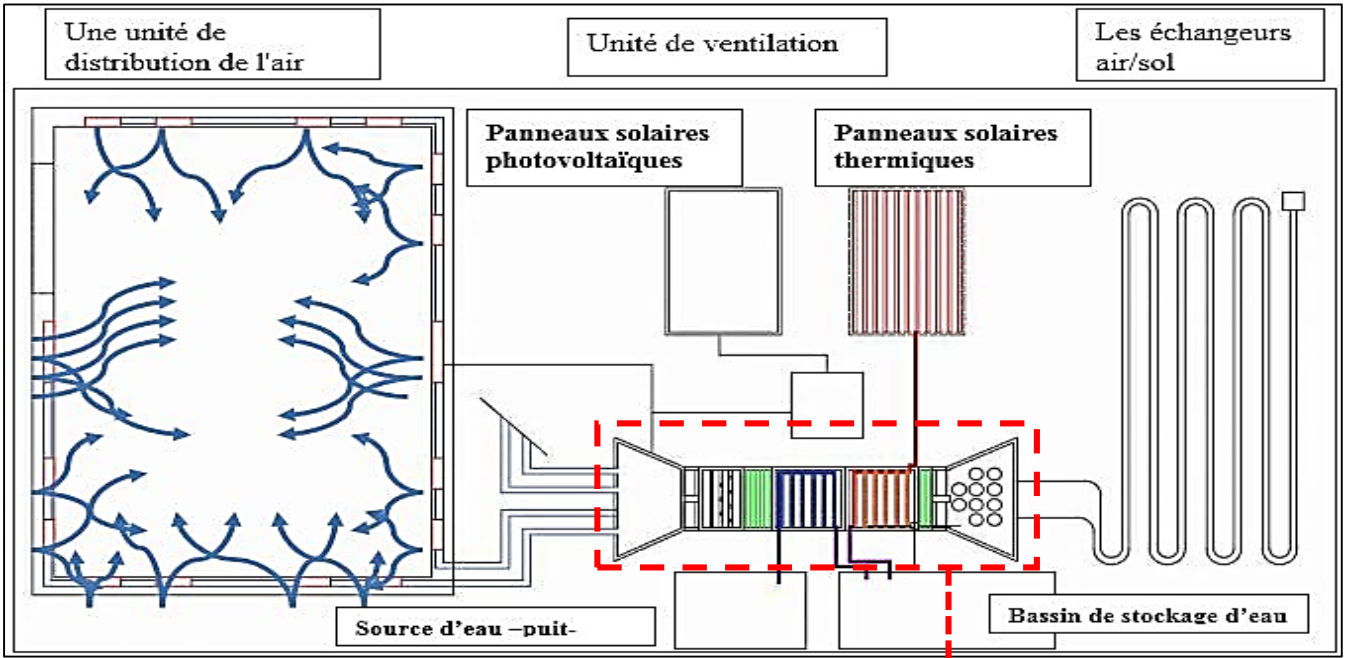 Une unité de
distribution de l'air
Unité de ventilation
Les échangeurs
air/sol
Panneaux solaires
photovoltaïques
Panneaux solaires
thermiques
Source d'eau –puit-
Bassin de stockage d'eau